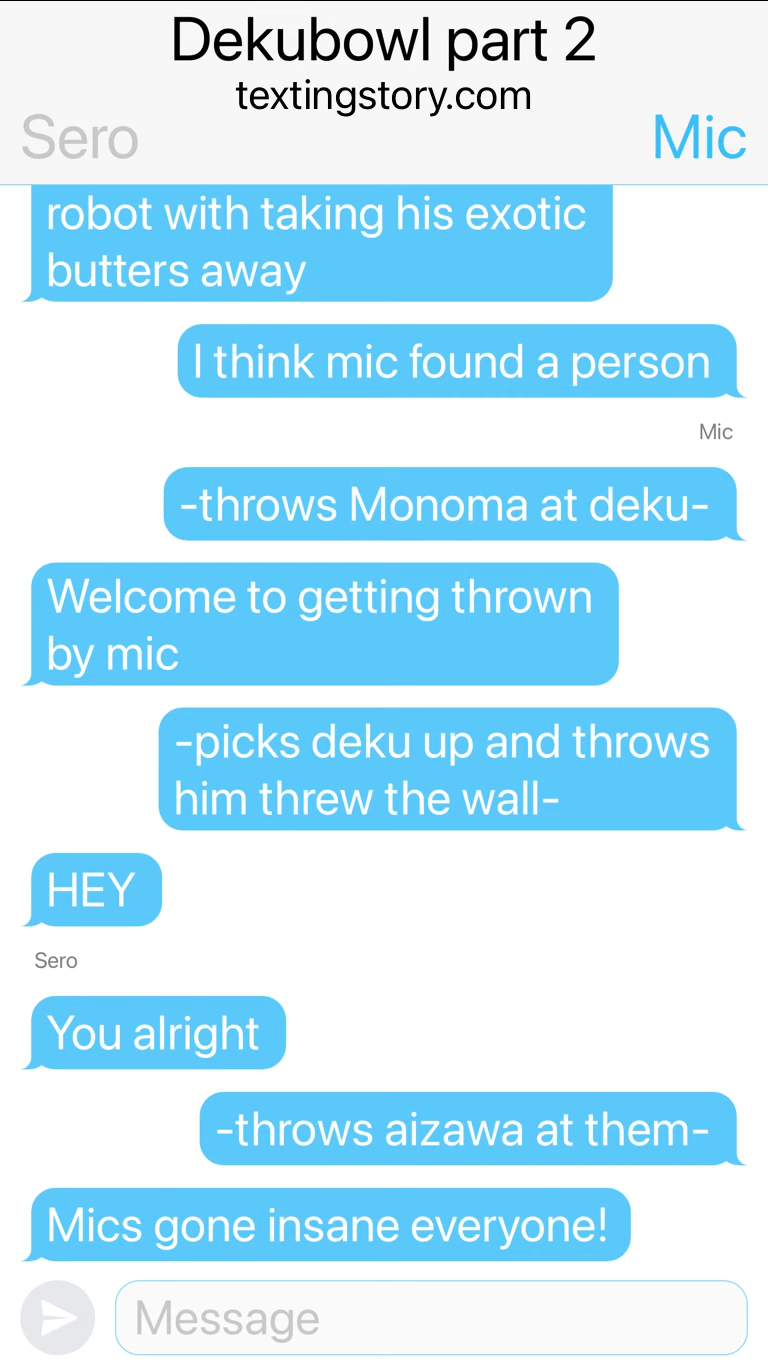 Dekubowl part 2
textingstory.com
Sero
Mic
robot with taking his exotic
butters away
I think mic found a person
Mic
-throws Monoma at deku-
Welcome to getting thrown
by mic
-picks deku up and throws
him threw the wall-
HEY
Sero
You alright
-throws aizawa at them-
Mics gone insane everyone!
Message